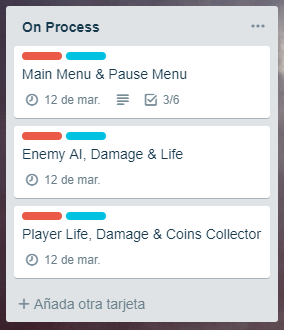 On Process
Main Menu & Pause Menu
12 de mar. 3/6
Enemy AI, Damage & Life
12 de mar.
Player Life, Damage & Coins Collector
12 de mar.
+ Añada otra tarjeta